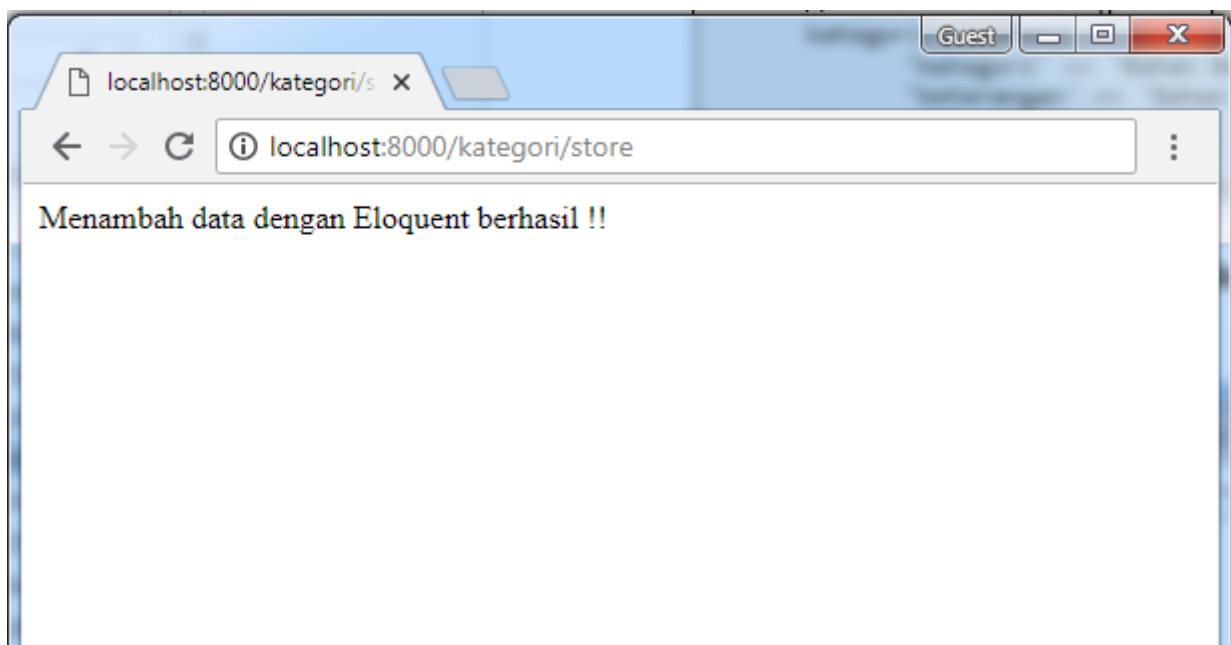 Guest
localhost:8000/kategori/s
localhost:8000/kategori/store
Menambah data dengan Eloquent berhasil !!